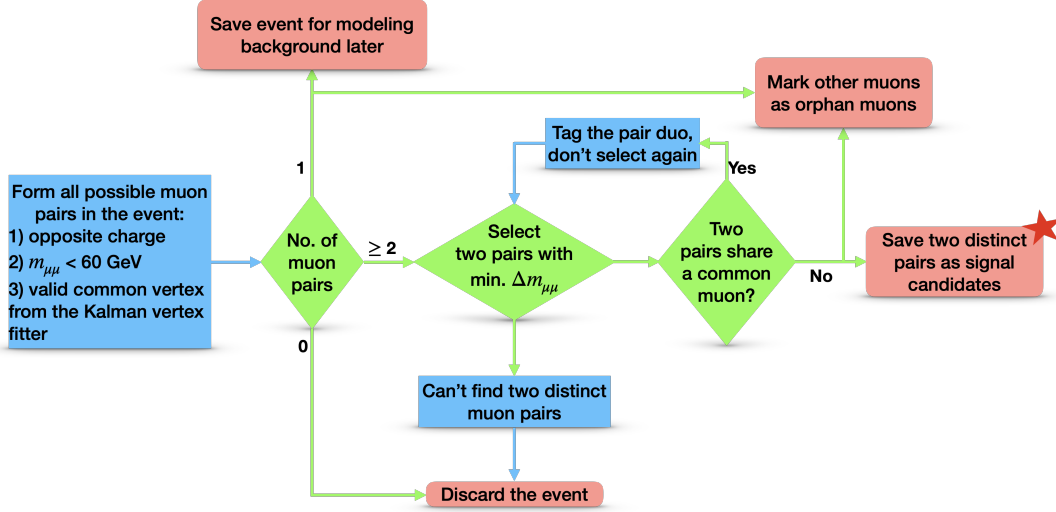 Save event for modeling
background later
Mark other muons
as orphan muons
Tag the pair duo,
don't select again
1
Yes
Form all possible muon
pairs in the event:
1) opposite charge
2) m_{μμ} < 60 GeV
3) valid common vertex
from the Kalman vertex
fitter
No. of
muon
pairs
≥ 2
Select
two pairs with
min. Δm_{μμ}
Two
pairs share
a common
muon?
No
Save two distinct
pairs as signal
candidates
0
Can't find two distinct
muon pairs
Discard the event